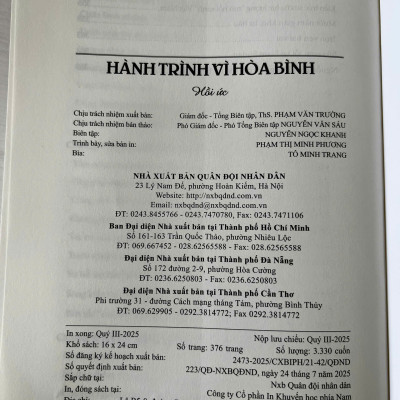 HÀNH TRÌNH VÌ HÒA BÌNH
Hồi ức
Chịu trách nhiệm xuất bản: Giám đốc - Tổng Biên tập, ThS. PHẠM VĂN TRƯỜNG
Chịu trách nhiệm bản thảo: Phó Giám đốc - Phó Tổng Biên tập NGUYỄN VĂN SÁU
Biên tập: NGUYỄN NGỌC KHANH
Trình bày, sửa bản in: PHẠM THỊ MINH PHƯƠNG
Bìa: TÔ MINH TRANG
NHÀ XUẤT BẢN QUÂN ĐỘI NHÂN DÂN
23 Lý Nam Đế, phường Hoàn Kiếm, Hà Nội
Website: nxbqdnd.com.vn
Email: nxbqdnd@nxbqdnd.com.vn
ĐT: 0243.8455766 - 0243.7470780, Fax: 0243.7471106
Ban Đại diện Nhà xuất bản tại Thành phố Hồ Chí Minh
Số 161-163 Trần Quốc Thảo, phường Nhiêu Lộc
ĐT: 069.667452 - 028.62565588 - Fax: 028.62565588
Đại diện Nhà xuất bản tại Thành phố Đà Nẵng
Số 172 đường 2-9, phường Hòa Cường
ĐT: 0236.6250803 - Fax: 0236.6250803
Đại diện Nhà xuất bản tại Thành phố Cần Thơ
Phi trường 31 - đường Cách mạng tháng Tám, phường Bình Thủy
ĐT: 069.629905 - 0292.3814772; Fax 0292.3814772
In xong: Quý III-2025 Nộp lưu chiểu: Quý III-2025
Khổ sách: 16 x 24 cm Số trang: 376 trang Số lượng: 3.330 cuốn
Số đăng ký kế hoạch xuất bản: 2473-2025/CXBIPH/21-42/QĐND
Số quyết định xuất bản: 223/QĐ-NXBQĐND, ngày 24 tháng 7 năm 2025
Sắp chữ tại: Nxb Quân đội nhân dân
In, đóng sách tại: Công ty Cổ phần In Khuyến học phía Nam